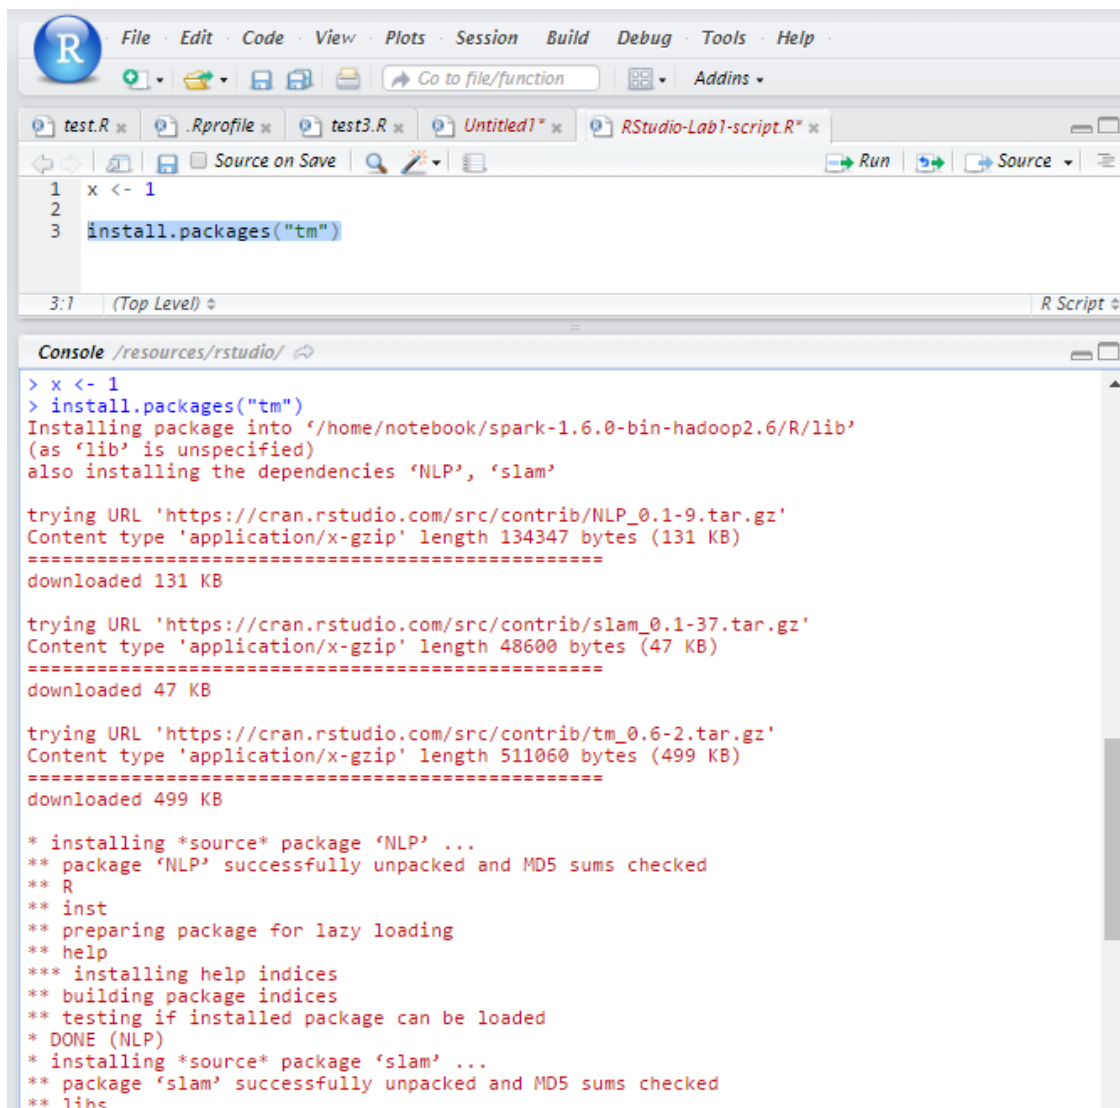 R File Edit Code View Plots Session Build Debug Tools Help
Go to file/function Addins
test.R .Rprofile test3.R Untitled1* RStudio-Lab1-script.R*
Source on Save Run Source
1 x <- 1
2
3 install.packages("tm")
3:1 (Top Level) R Script
Console /resources/rstudio/
> x <- 1
> install.packages("tm")
Installing package into ‘/home/notebook/spark-1.6.0-bin-hadoop2.6/R/lib’
(as ‘lib’ is unspecified)
also installing the dependencies ‘NLP’, ‘slam’
trying URL 'https://cran.rstudio.com/src/contrib/NLP_0.1-9.tar.gz'
Content type 'application/x-gzip' length 134347 bytes (131 KB)
==================================================
downloaded 131 KB
trying URL 'https://cran.rstudio.com/src/contrib/slam_0.1-37.tar.gz'
Content type 'application/x-gzip' length 48600 bytes (47 KB)
==================================================
downloaded 47 KB
trying URL 'https://cran.rstudio.com/src/contrib/tm_0.6-2.tar.gz'
Content type 'application/x-gzip' length 511060 bytes (499 KB)
==================================================
downloaded 499 KB
* installing *source* package ‘NLP’ ...
** package ‘NLP’ successfully unpacked and MD5 sums checked
** R
** inst
** preparing package for lazy loading
** help
*** installing help indices
** building package indices
** testing if installed package can be loaded
* DONE (NLP)
* installing *source* package ‘slam’ ...
** package ‘slam’ successfully unpacked and MD5 sums checked
** libs